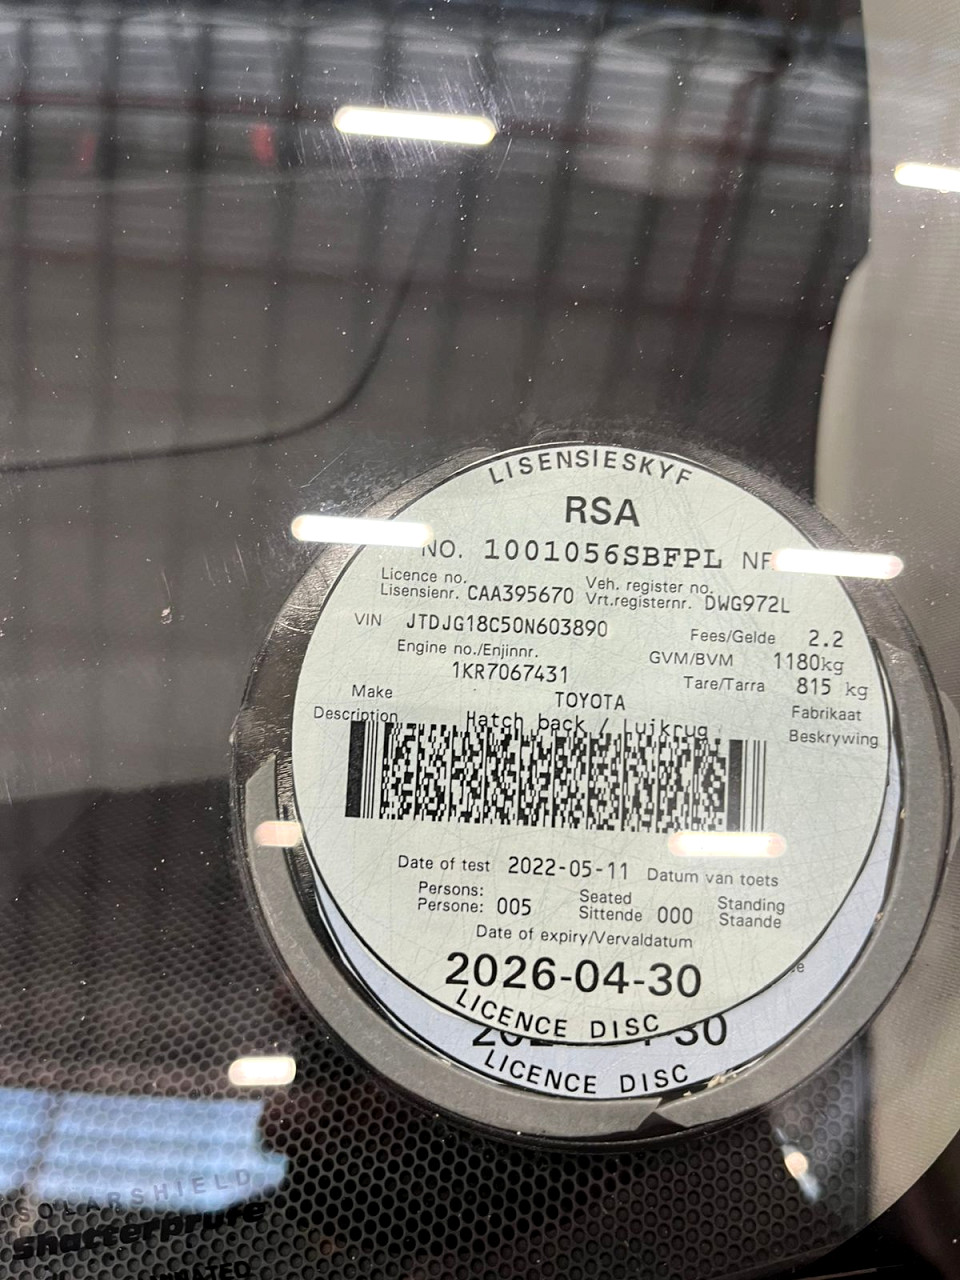 LISENSIESKYF
RSA
NO. 1001056SBFPL
Licence no. Veh. register no.
Lisensienr. CAA395670 Vrt.registernr. DWG972L
VIN JTDJG18C50N603890 Fees/Gelde 2.2
Engine no./Enjinnr. GVM/BVM 1180kg
1KR7067431 Tare/Tarra 815 kg
Make TOYOTA Fabrikaat
Description Hatch back / Luikrug Beskrywing
Date of test 2022-05-11 Datum van toets
Persons: Seated Standing
Persone: 005 Sittende 000 Staande
Date of expiry/Vervaldatum
2026-04-30
LICENCE DISC
LICENCE DISC
SOLARSHIELD
shatterprufe